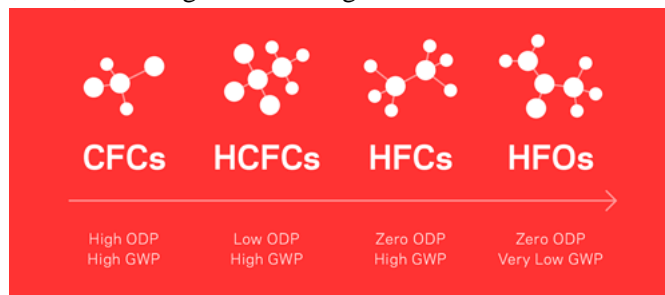 CFCs HCFCs HFCs HFOs
High ODP Low ODP Zero ODP Zero ODP
High GWP High GWP High GWP Very Low GWP